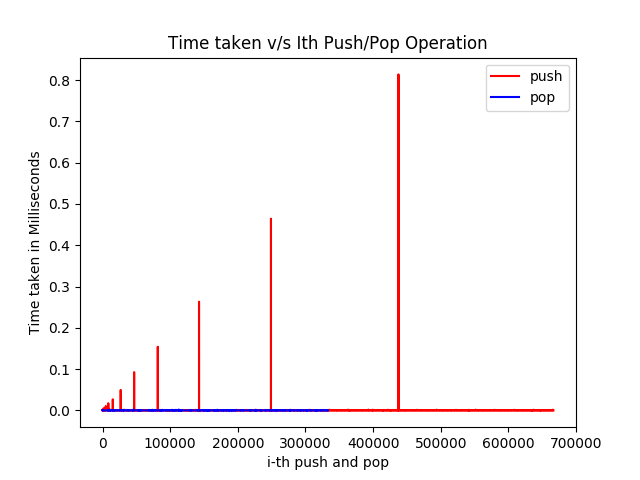 Time taken v/s Ith Push/Pop Operation
push
pop
0.8
0.7
0.6
0.5
0.4
0.3
0.2
0.1
0.0
Time taken in Milliseconds
0 100000 200000 300000 400000 500000 600000 700000
i-th push and pop